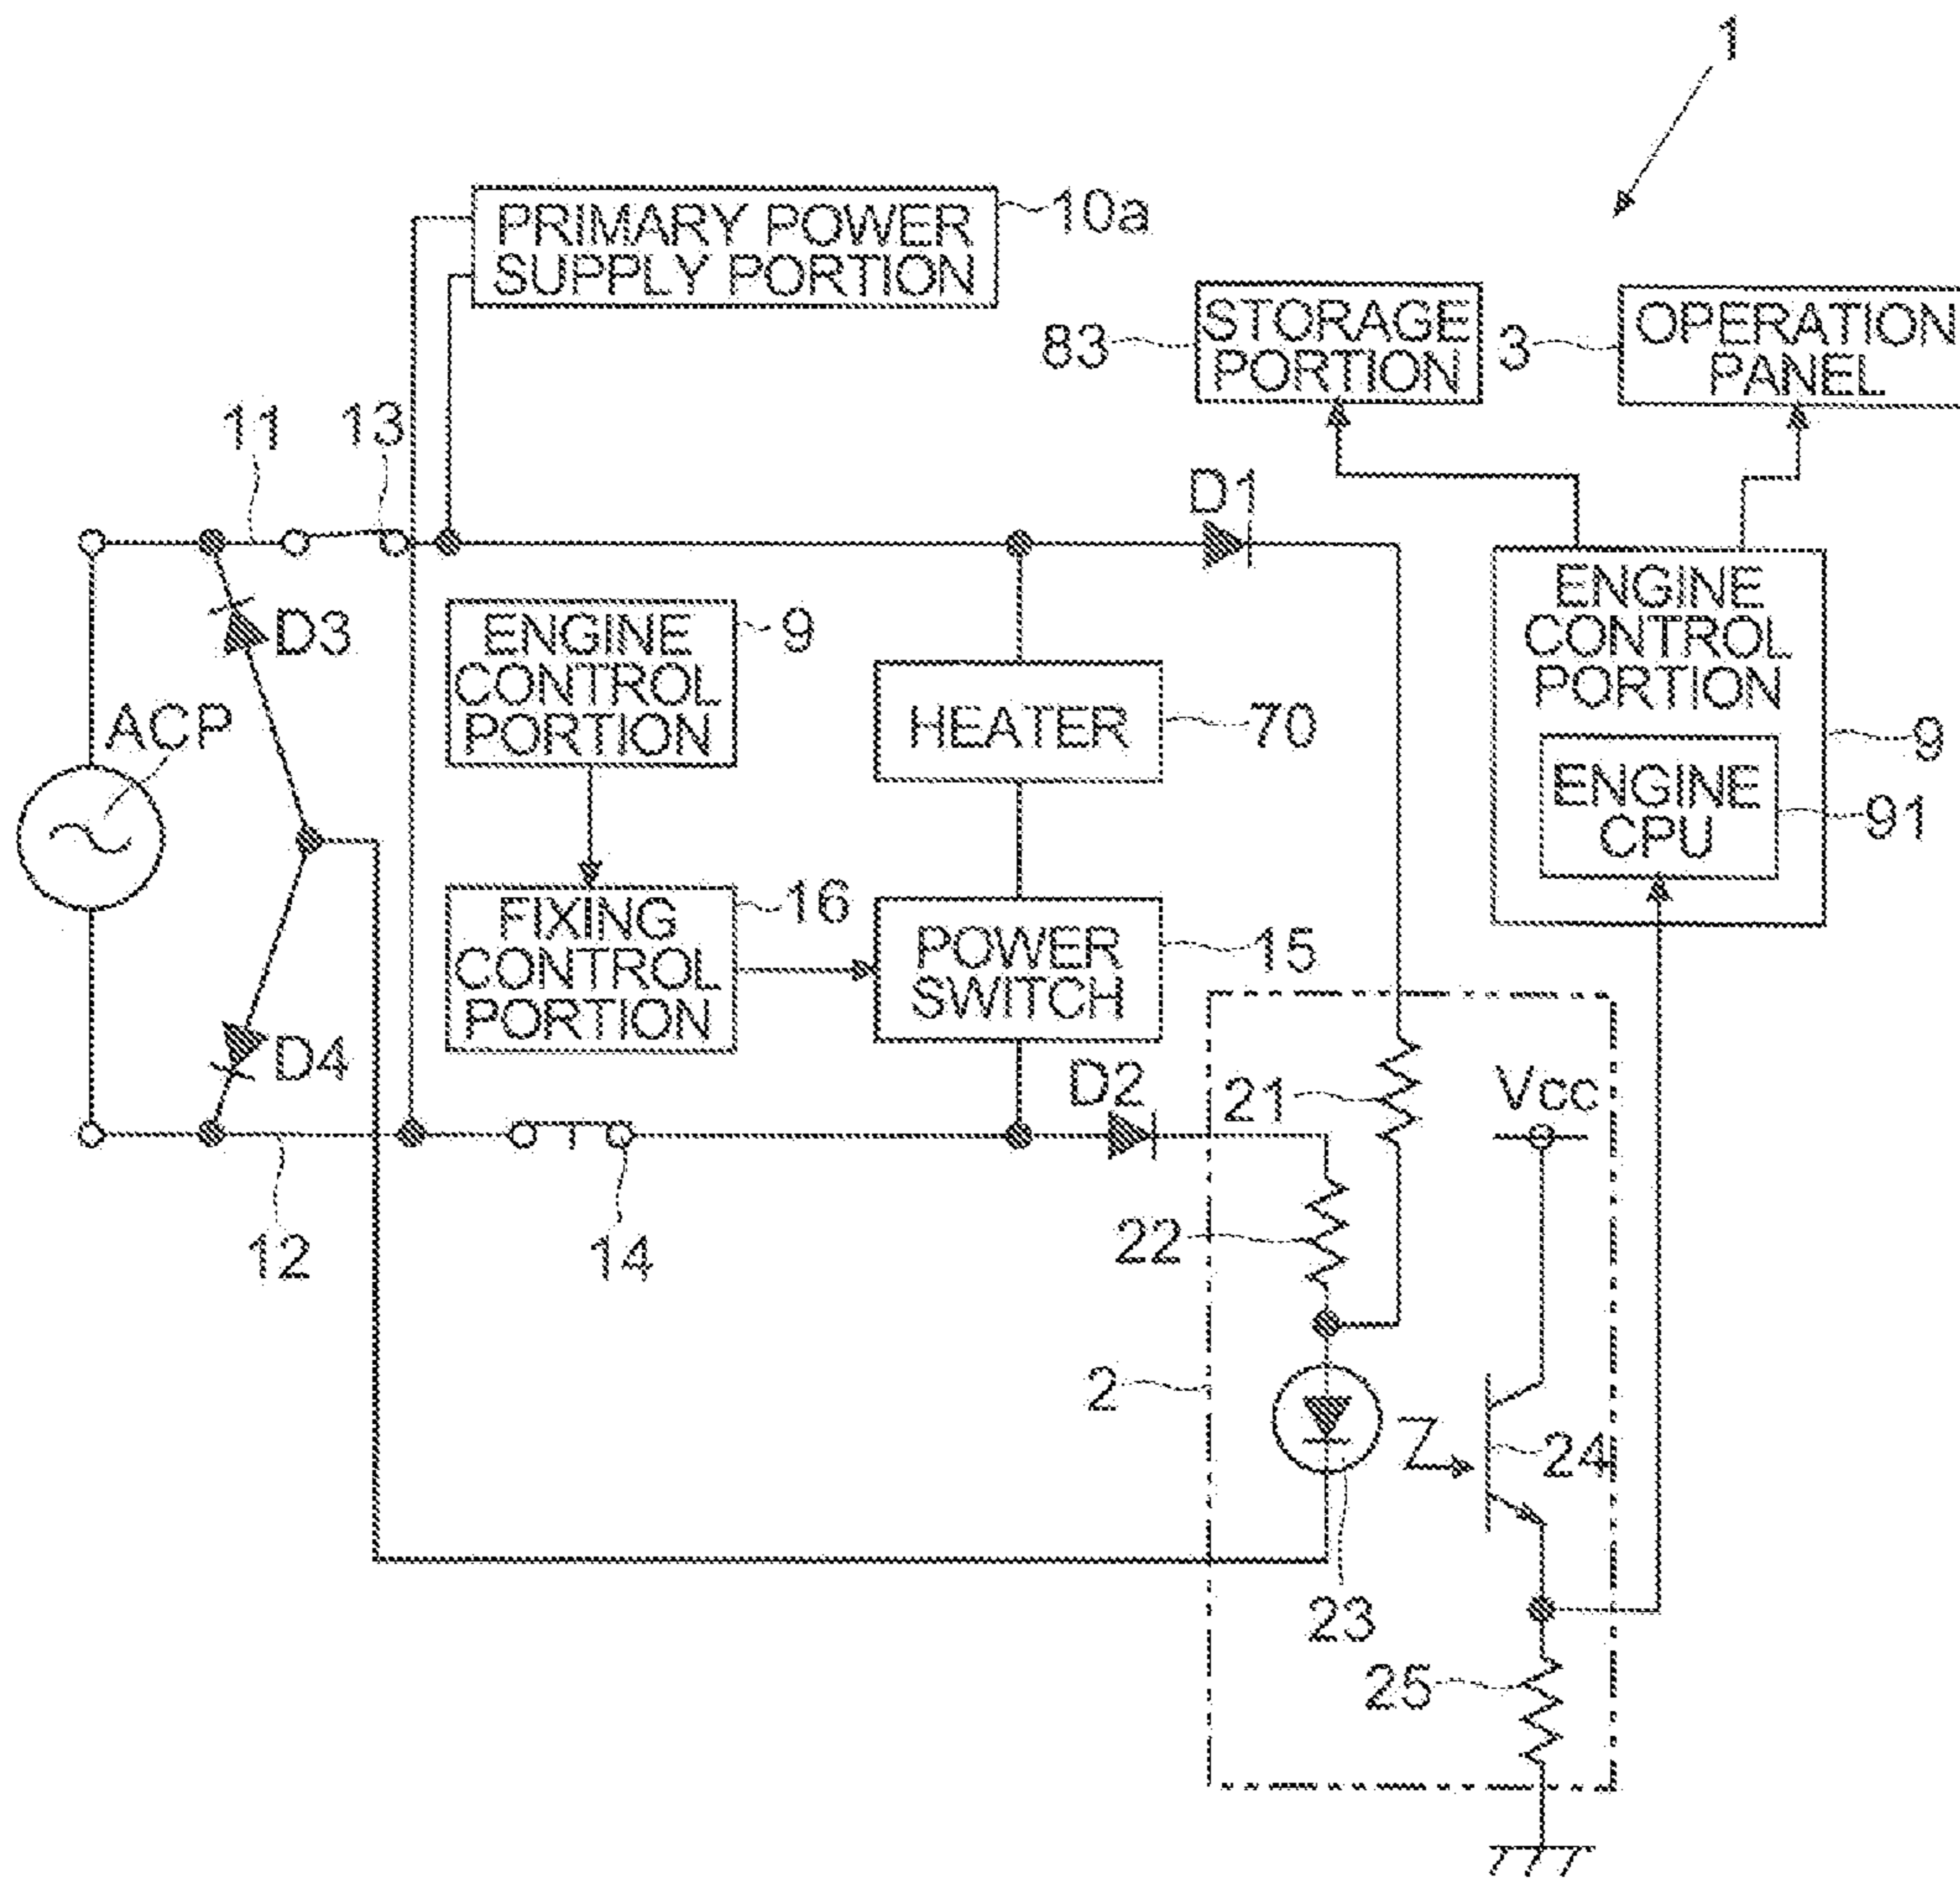 1
PRIMARY POWER
SUPPLY PORTION
10a
STORAGE
PORTION
83
OPERATION
PANEL
3
11
13
D1
ENGINE
CONTROL
PORTION
9
D3
ENGINE
CONTROL
PORTION
9
ACP
HEATER
70
ENGINE
CPU
91
FIXING
CONTROL
PORTION
16
POWER
SWITCH
15
D4
D2
21
Vcc
12
14
22
2
24
23
25